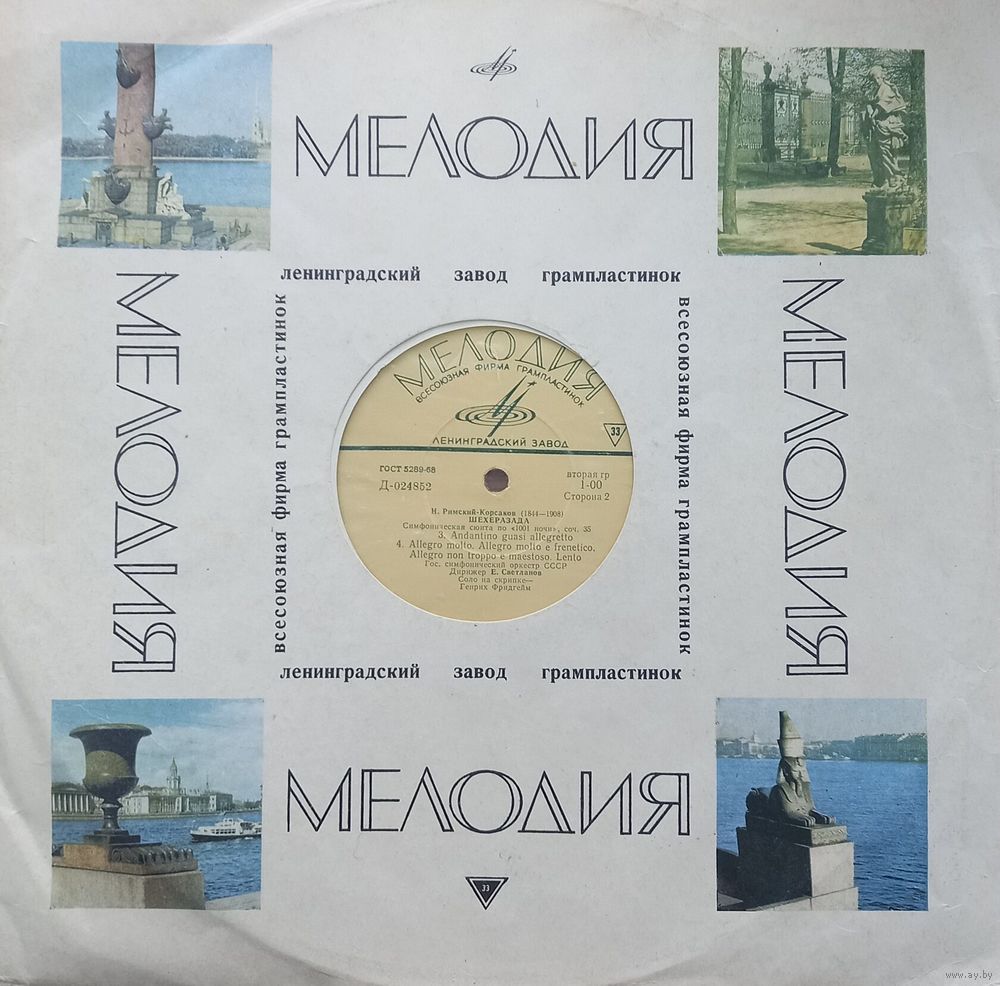 МЕЛОДИЯ
ленинградский завод грампластинок
всесоюзная фирма грампластинок
всесоюзная фирма грампластинок
МЕЛОДИЯ
МЕЛОДИЯ
МЕЛОДИЯ
ВСЕСОЮЗНАЯ ФИРМА ГРАМПЛАСТИНОК
ЛЕНИНГРАДСКИЙ ЗАВОД
33
ГОСТ 5289-68
Д-024852
вторая гр
1-00
Сторона 2
Н. Римский-Корсаков (1844—1908)
ШЕХЕРАЗАДА
Симфоническая сюита по «1001 ночи», соч. 35
3. Andantino guasi allegretto
4. Allegro molto. Allegro molto e frenetico.
Allegro non troppo e maestoso. Lento
Гос. симфонический оркестр СССР
Дирижер Е. Светланов
Соло на скрипке—
Генрих Фридгейм
ленинградский завод грампластинок
МЕЛОДИЯ
33
www.ay.by